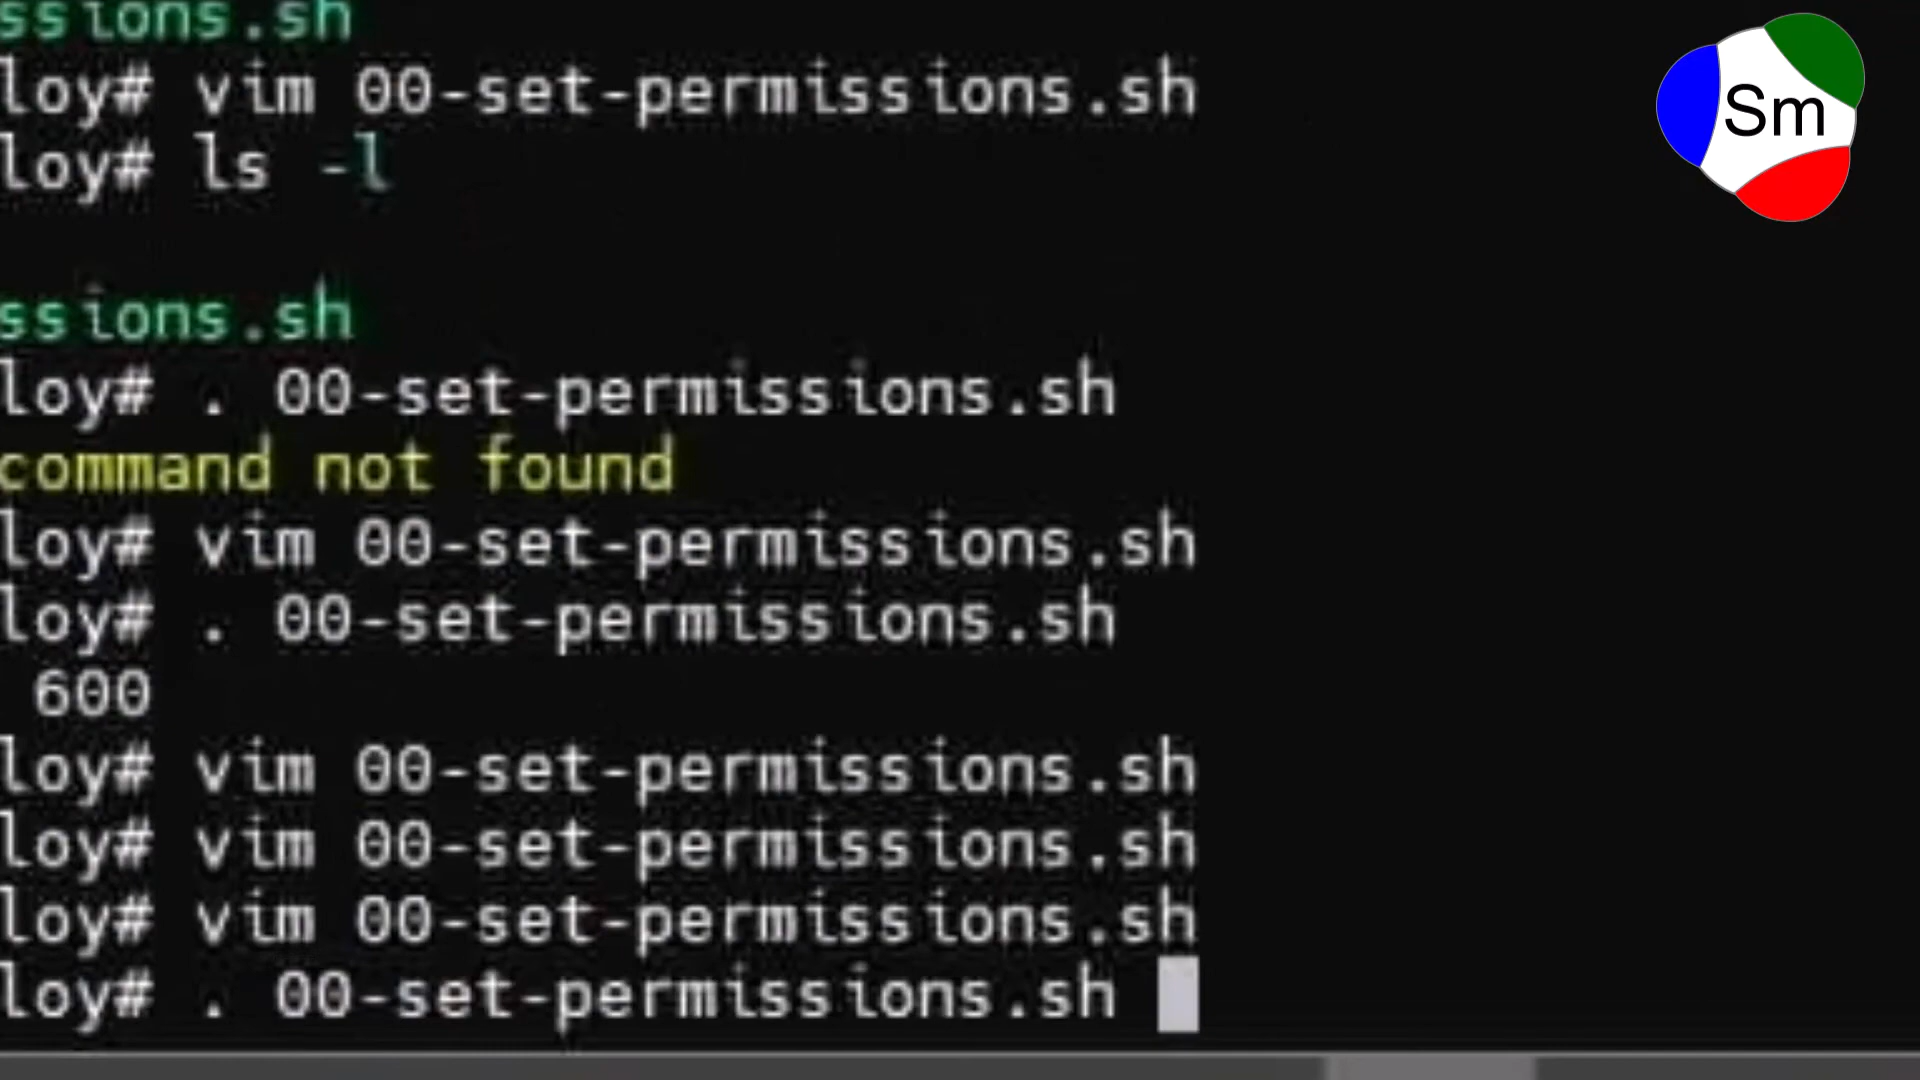 ssions.sh
loy# vim 00-set-permissions.sh
loy# ls -l
ssions.sh
loy# . 00-set-permissions.sh
command not found
loy# vim 00-set-permissions.sh
loy# . 00-set-permissions.sh
600
loy# vim 00-set-permissions.sh
loy# vim 00-set-permissions.sh
loy# vim 00-set-permissions.sh
loy# . 00-set-permissions.sh
Sm